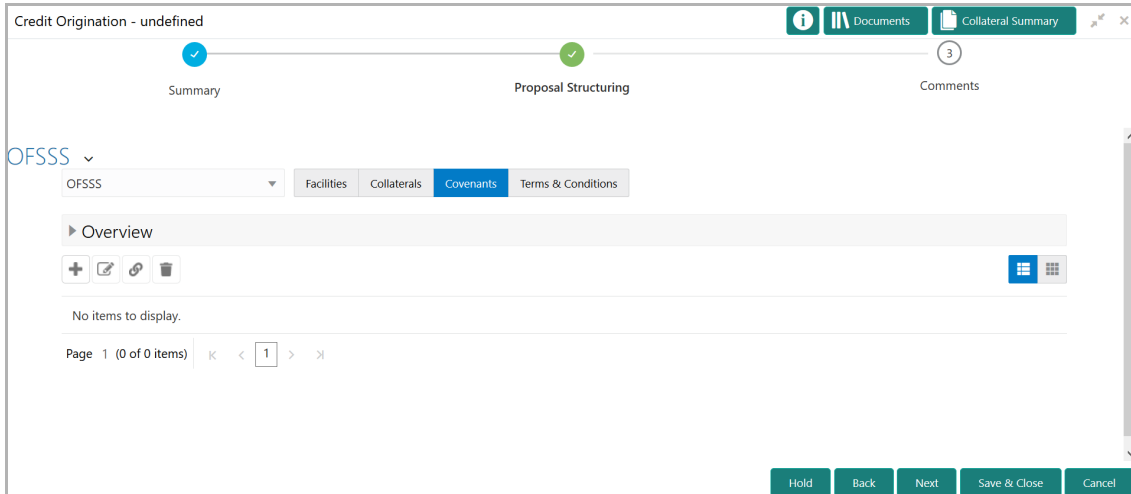 Credit Origination - undefined
Documents
Collateral Summary
3
Summary
Proposal Structuring
Comments
OFSSS
OFSSS
Facilities
Collaterals
Covenants
Terms & Conditions
Overview
No items to display.
Page 1 (0 of 0 items) 1
Hold
Back
Next
Save & Close
Cancel